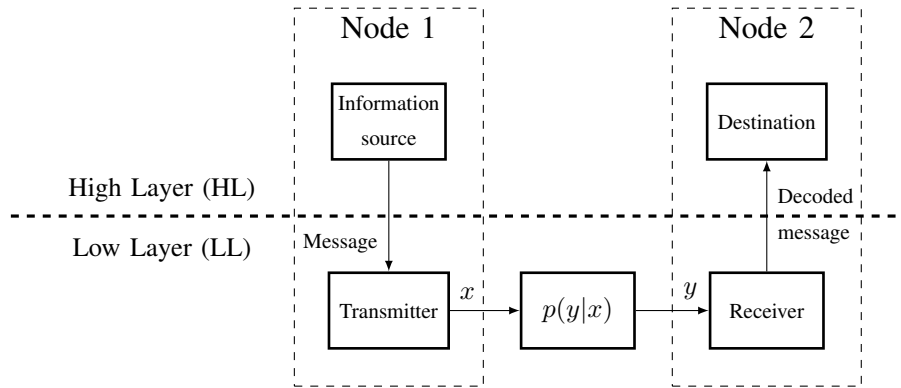 Node 1
Node 2
Information
source
Destination
High Layer (HL)
Decoded
Low Layer (LL)
Message
message
Transmitter
x
p(y|x)
y
Receiver